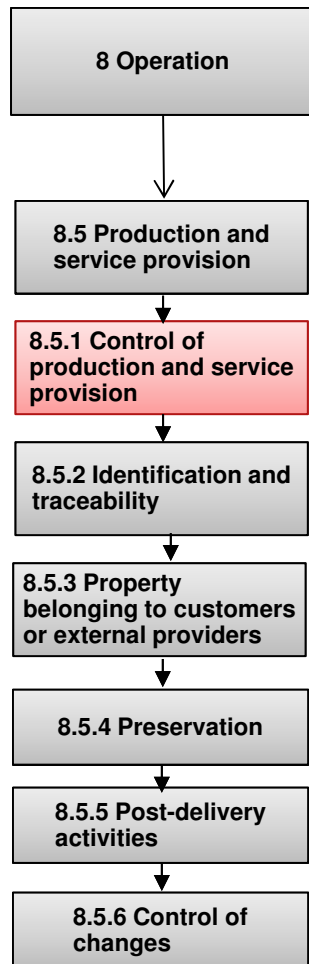 8 Operation
8.5 Production and
service provision
8.5.1 Control of
production and service
provision
8.5.2 Identification and
traceability
8.5.3 Property
belonging to customers
or external providers
8.5.4 Preservation
8.5.5 Post-delivery
activities
8.5.6 Control of
changes